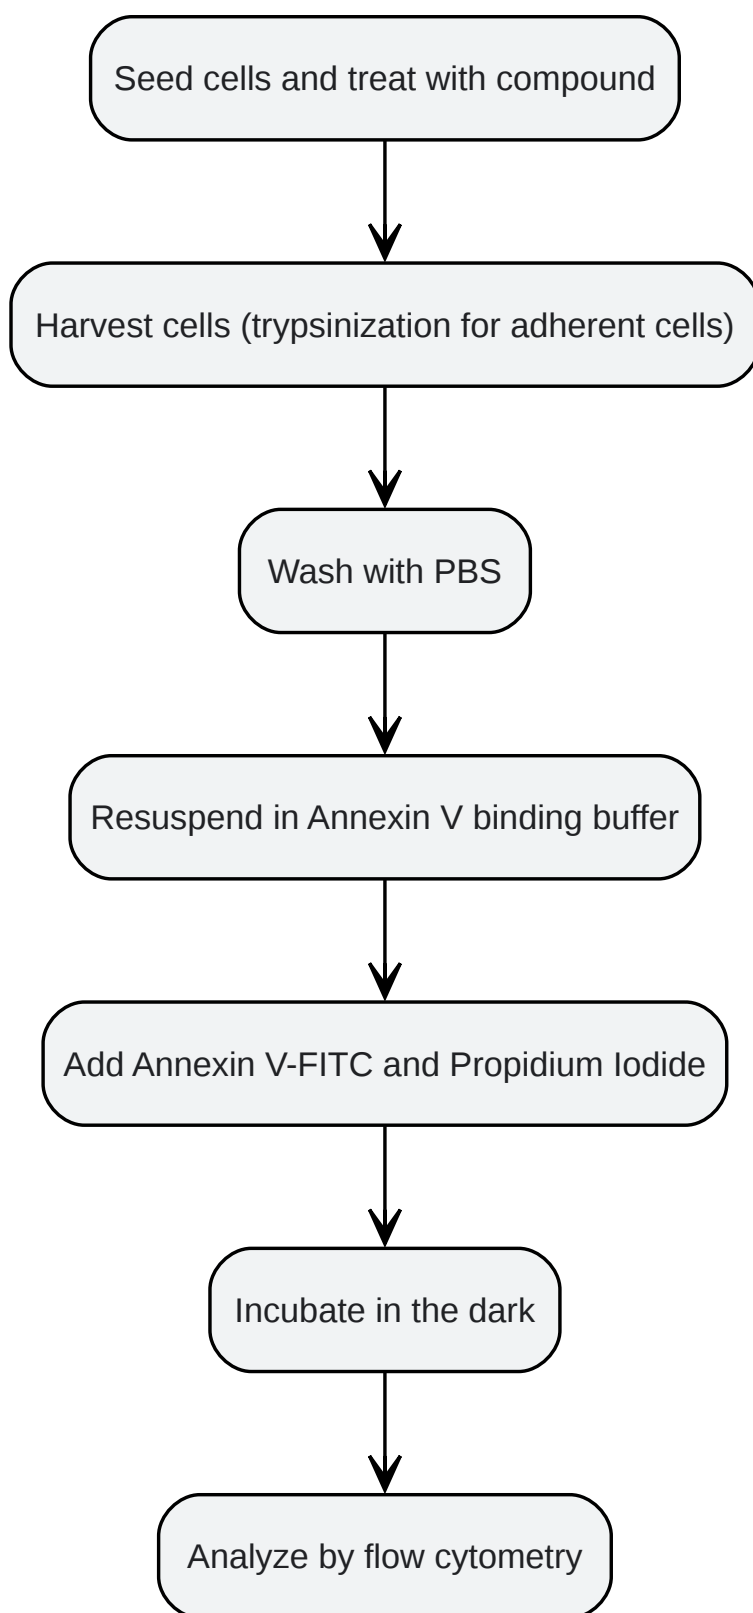 Seed cells and treat with compound
Harvest cells (trypsinization for adherent cells)
Wash with PBS
Resuspend in Annexin V binding buffer
Add Annexin V-FITC and Propidium Iodide
Incubate in the dark
Analyze by flow cytometry